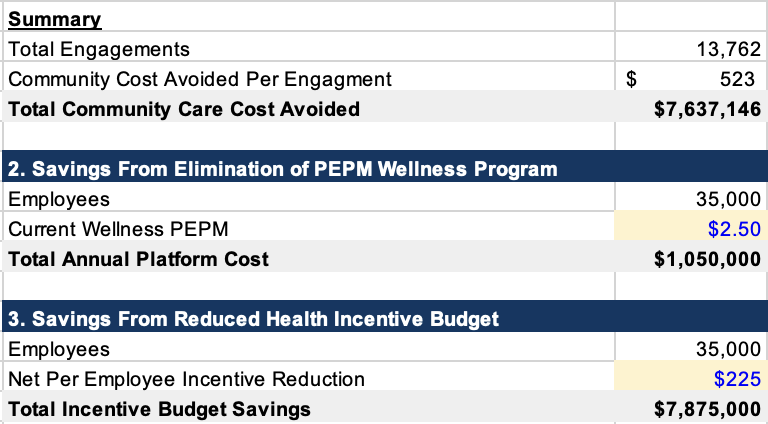 Summary
Total Engagements 13,762
Community Cost Avoided Per Engagment $ 523
Total Community Care Cost Avoided $7,637,146
2. Savings From Elimination of PEPM Wellness Program
Employees 35,000
Current Wellness PEPM $2.50
Total Annual Platform Cost $1,050,000
3. Savings From Reduced Health Incentive Budget
Employees 35,000
Net Per Employee Incentive Reduction $225
Total Incentive Budget Savings $7,875,000